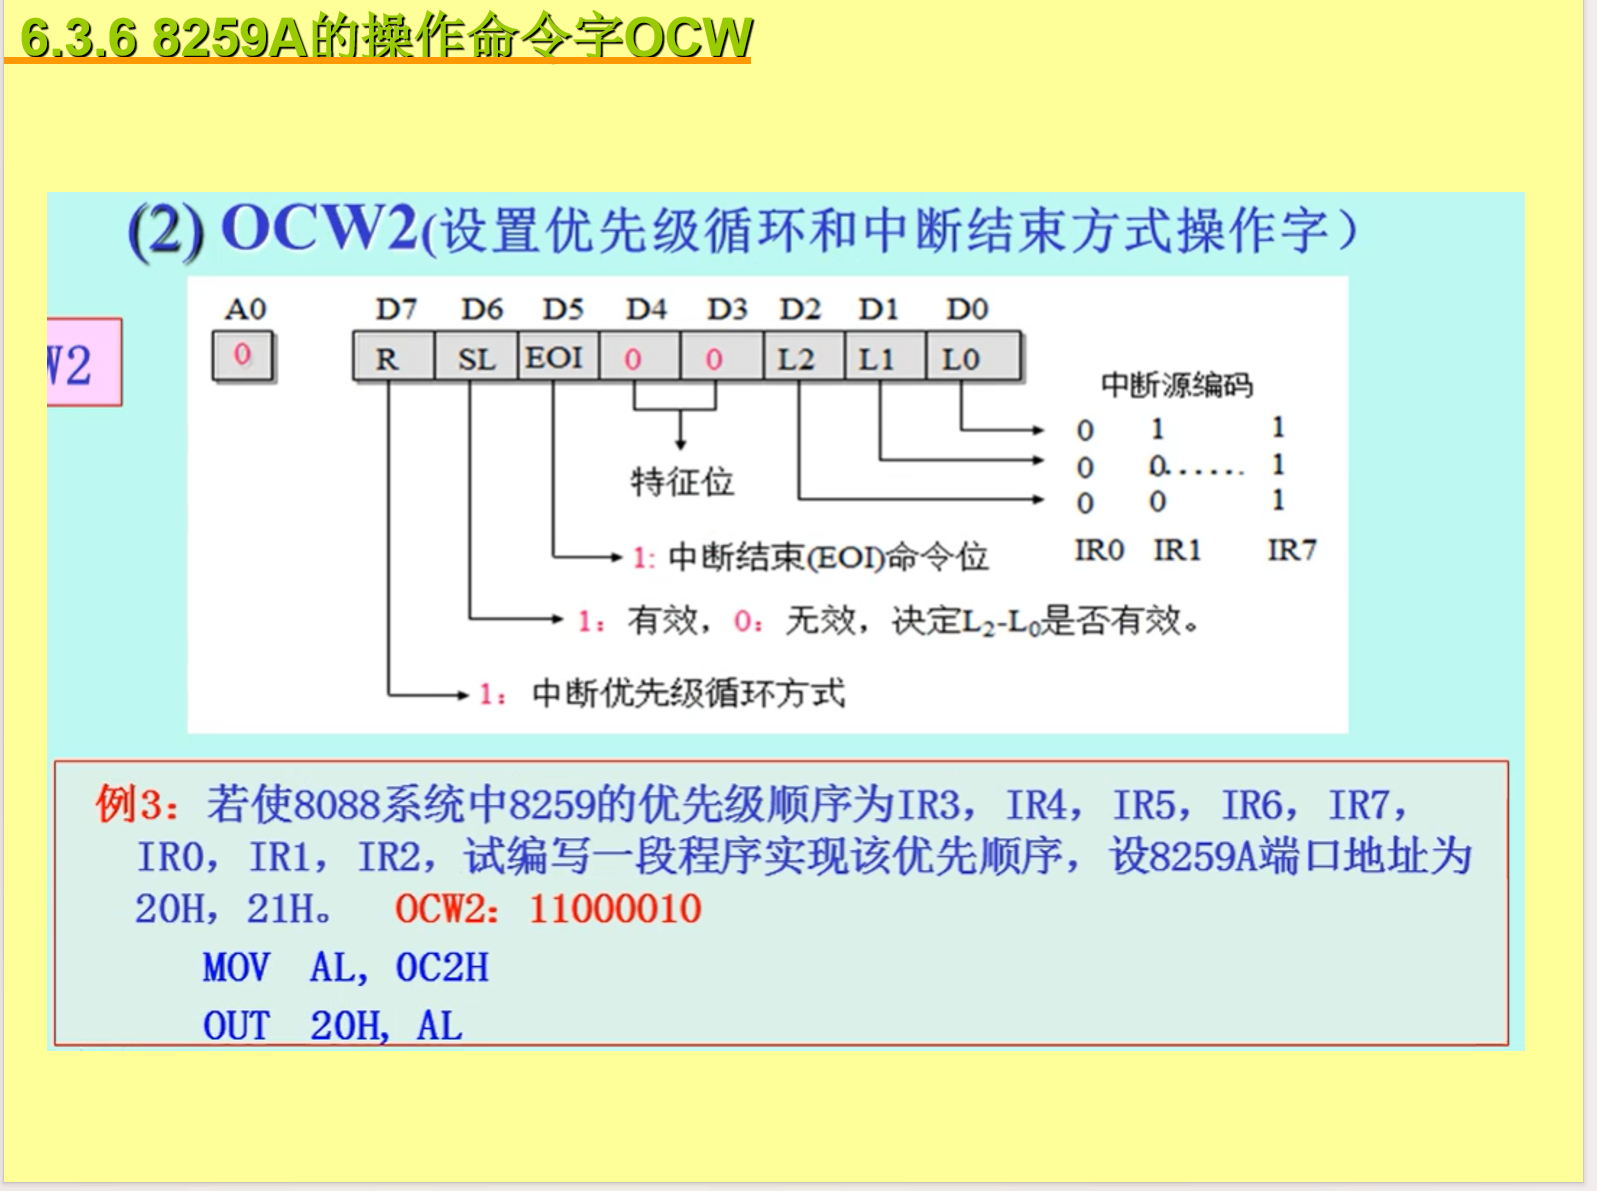 6.3.6 8259A的操作命令字OCW
(2) OCW2(设置优先级循环和中断结束方式操作字）
A0 D7 D6 D5 D4 D3 D2 D1 D0
W2
0 R SL EOI 0 0 L2 L1 L0
中断源编码
0 1 1
0 0...... 1
0 0 1
IR0 IR1 IR7
特征位
1: 中断结束(EOI)命令位
1: 有效，0: 无效，决定L2-L0是否有效。
1: 中断优先级循环方式
例3：若使8088系统中8259的优先级顺序为IR3，IR4，IR5，IR6，IR7，
IR0，IR1，IR2，试编写一段程序实现该优先顺序，设8259A端口地址为
20H，21H。 OCW2：11000010
MOV AL, 0C2H
OUT 20H, AL